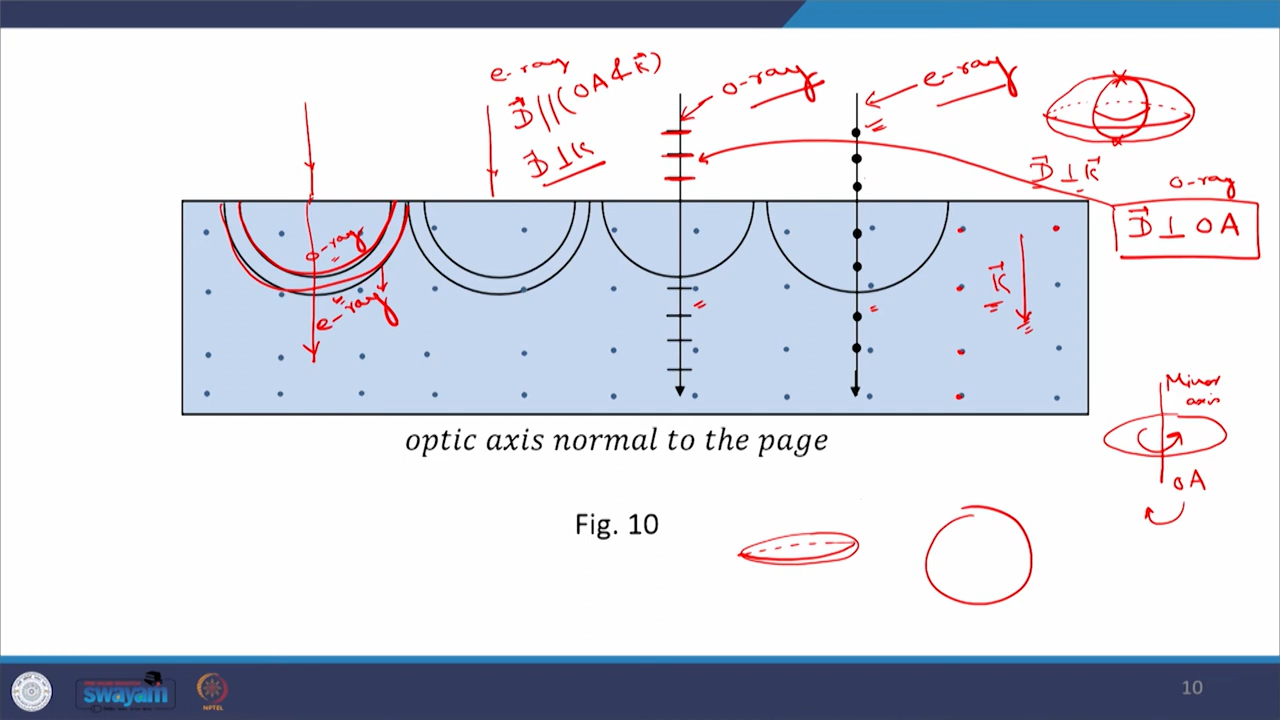 e-ray
D⃗ || (OA & k⃗)
D⃗ ⊥ k
o-ray
e-ray
D⃗ ⊥ k⃗
o-ray
D⃗ ⊥ OA
o-ray
e-ray
k⃗
Minor
axis
OA
optic axis normal to the page
Fig. 10
swayam
NPTEL
10